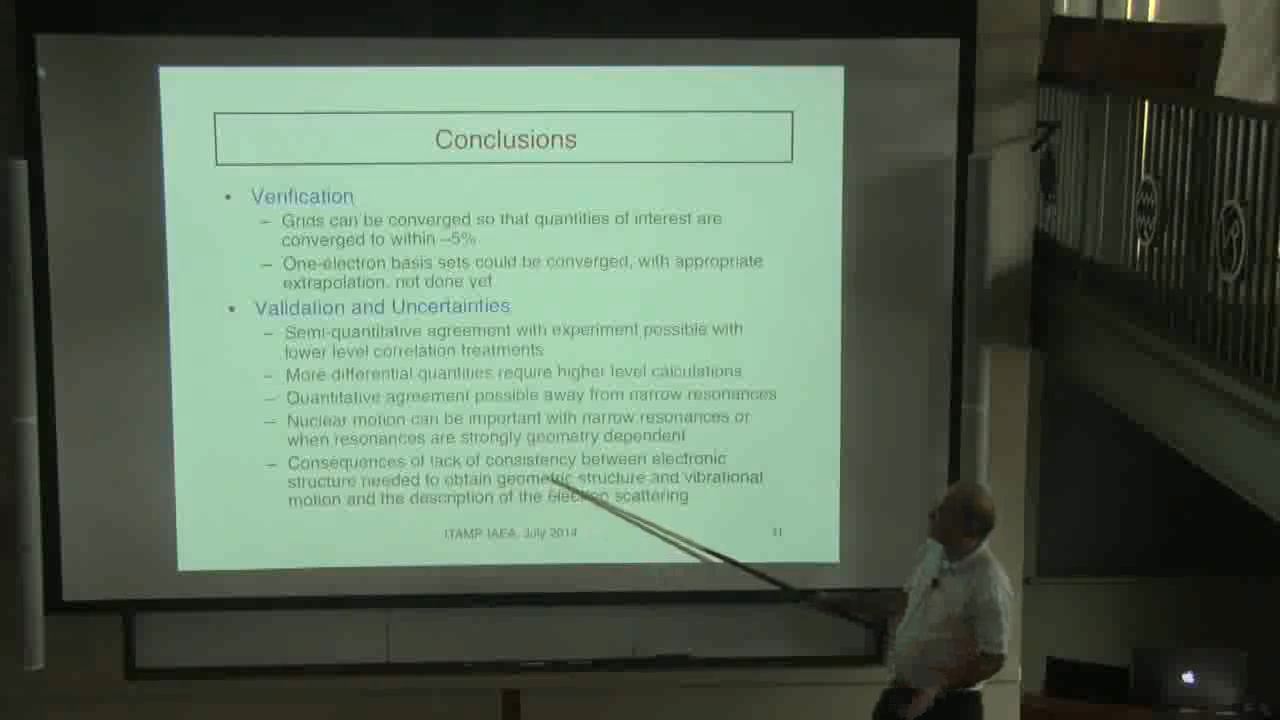 Conclusions
• Verification
– Grids can be converged so that quantities of interest are
converged to within ~5%
– One-electron basis sets could be converged, with appropriate
extrapolation, not done yet
• Validation and Uncertainties
– Semi-quantitative agreement with experiment possible with
lower level correlation treatments
– More differential quantities require higher level calculations
– Quantitative agreement possible away from narrow resonances
– Nuclear motion can be important with narrow resonances or
when resonances are strongly geometry dependent
– Consequences of lack of consistency between electronic
structure needed to obtain geometric structure and vibrational
motion and the description of the electron scattering
ITAMP IAEA, July 2014